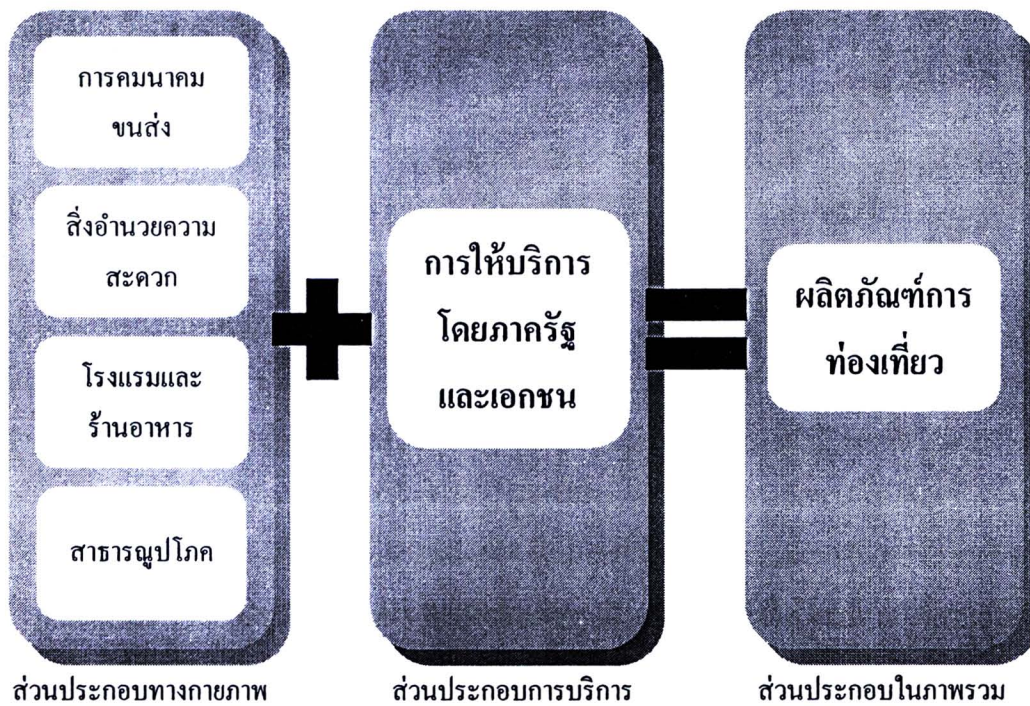 การคมนาคม
ขนส่ง
สิ่งอำนวยความ
สะดวก
โรงแรมและ
ร้านอาหาร
สาธารณูปโภค
ส่วนประกอบทางกายภาพ
การให้บริการ
โดยภาครัฐ
และเอกชน
ส่วนประกอบการบริการ
ผลิตภัณฑ์การ
ท่องเที่ยว
ส่วนประกอบในภาพรวม